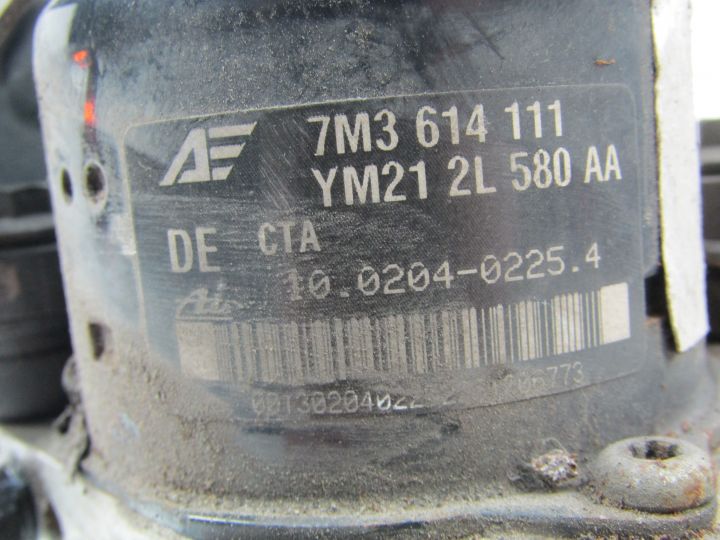 AE 7M3 614 111
YM21 2L 580 AA
DE CTA
10.0204-0225.4